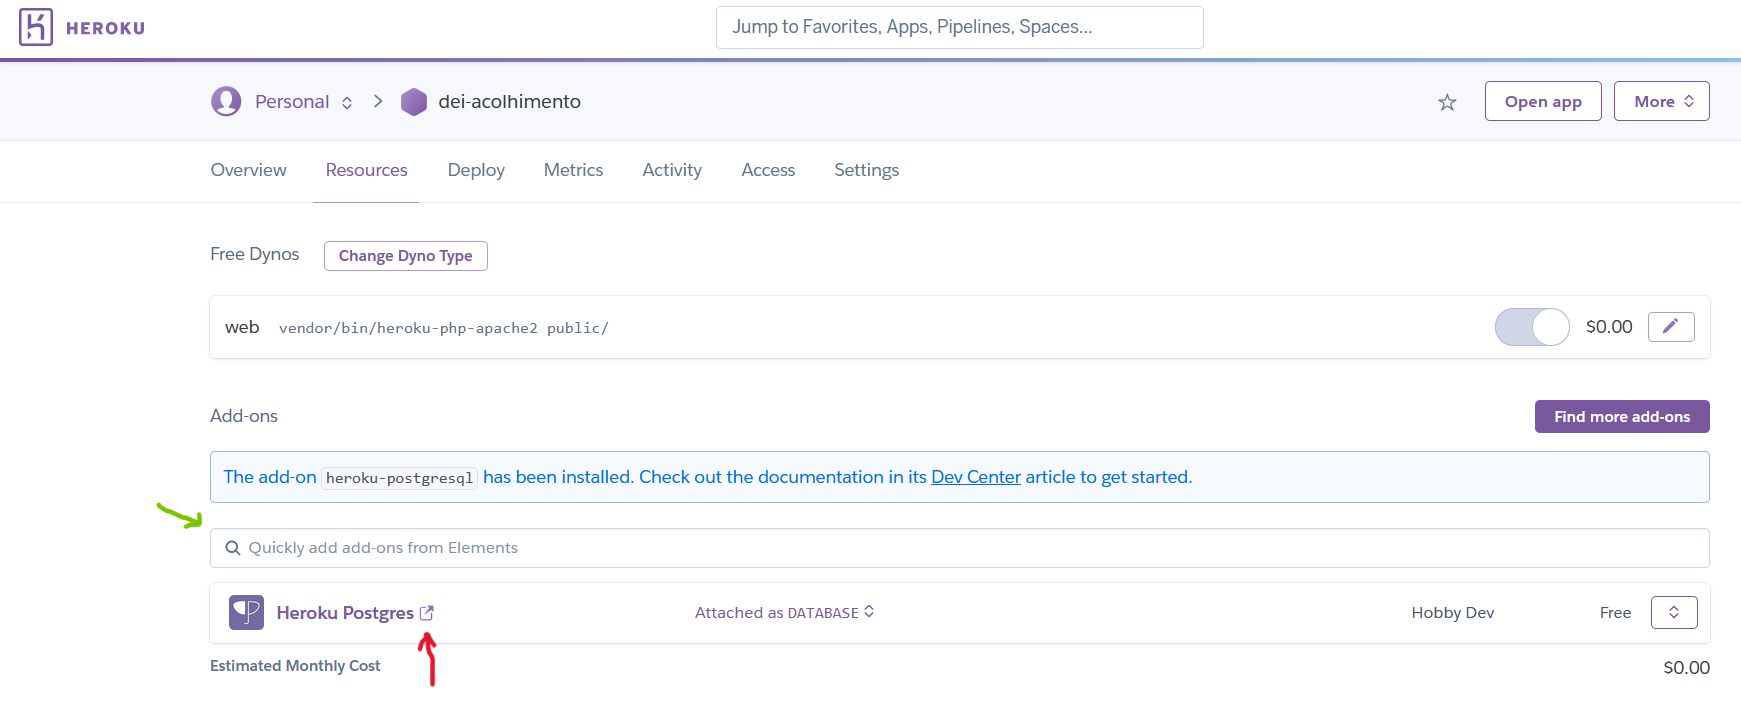 HEROKU
Jump to Favorites, Apps, Pipelines, Spaces...
Personal
dei-acolhimento
Open app
More
Overview
Resources
Deploy
Metrics
Activity
Access
Settings
Free Dynos
Change Dyno Type
web vendor/bin/heroku-php-apache2 public/
$0.00
Add-ons
Find more add-ons
The add-on heroku-postgresql has been installed. Check out the documentation in its Dev Center article to get started.
Quickly add add-ons from Elements
Heroku Postgres
Attached as DATABASE
Hobby Dev
Free
Estimated Monthly Cost
$0.00